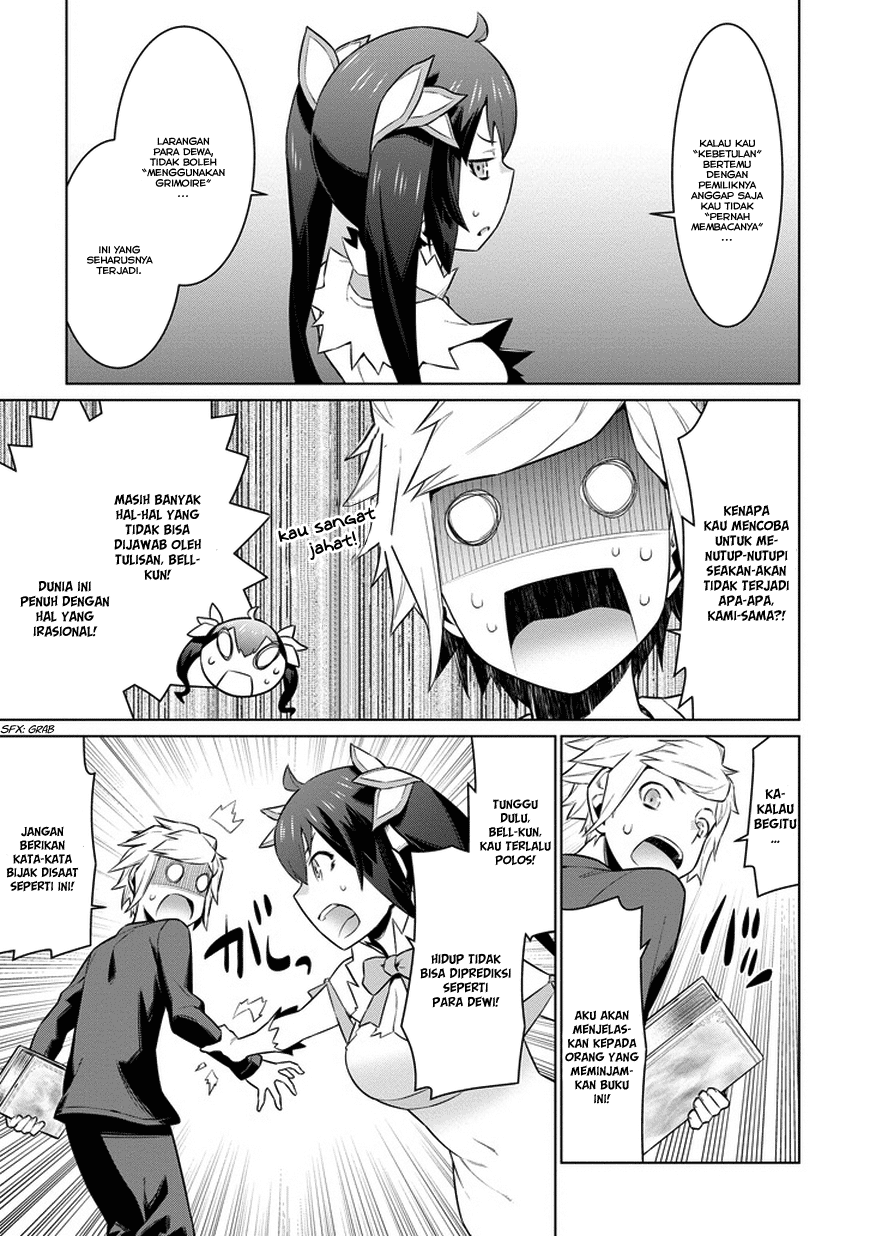 KALAU KAU
"KEBETULAN"
BERTEMU
DENGAN
PEMILIKNYA
ANGGAP SAJA
KAU TIDAK
"PERNAH
MEMBACANYA"
...
LARANGAN
PARA DEWA,
TIDAK BOLEH
"MENGGUNAKAN
GRIMOIRE"
...
INI YANG
SEHARUSNYA
TERJADI.
KENAPA
KAU MENCOBA
UNTUK ME-
NUTUP-NUTUPI
SEAKAN-AKAN
TIDAK TERJADI
APA-APA,
KAMI-SAMA?!
kau sangat
jahat!
MASIH BANYAK
HAL-HAL YANG
TIDAK BISA
DIJAWAB OLEH
TULISAN, BELL-
KUN!
DUNIA INI
PENUH DENGAN
HAL YANG
IRASIONAL!
SFX: GRAB
KA-
KALAU
BEGITU
...
AKU AKAN
MENJELAS-
KAN KEPADA
ORANG YANG
MEMINJAM-
KAN BUKU
INI!
TUNGGU
DULU,
BELL-KUN,
KAU TERLALU
POLOS!
HIDUP TIDAK
BISA DIPREDIKSI
SEPERTI
PARA DEWI!
ガッ
JANGAN
BERIKAN
KATA-KATA
BIJAK DISAAT
SEPERTI INI!